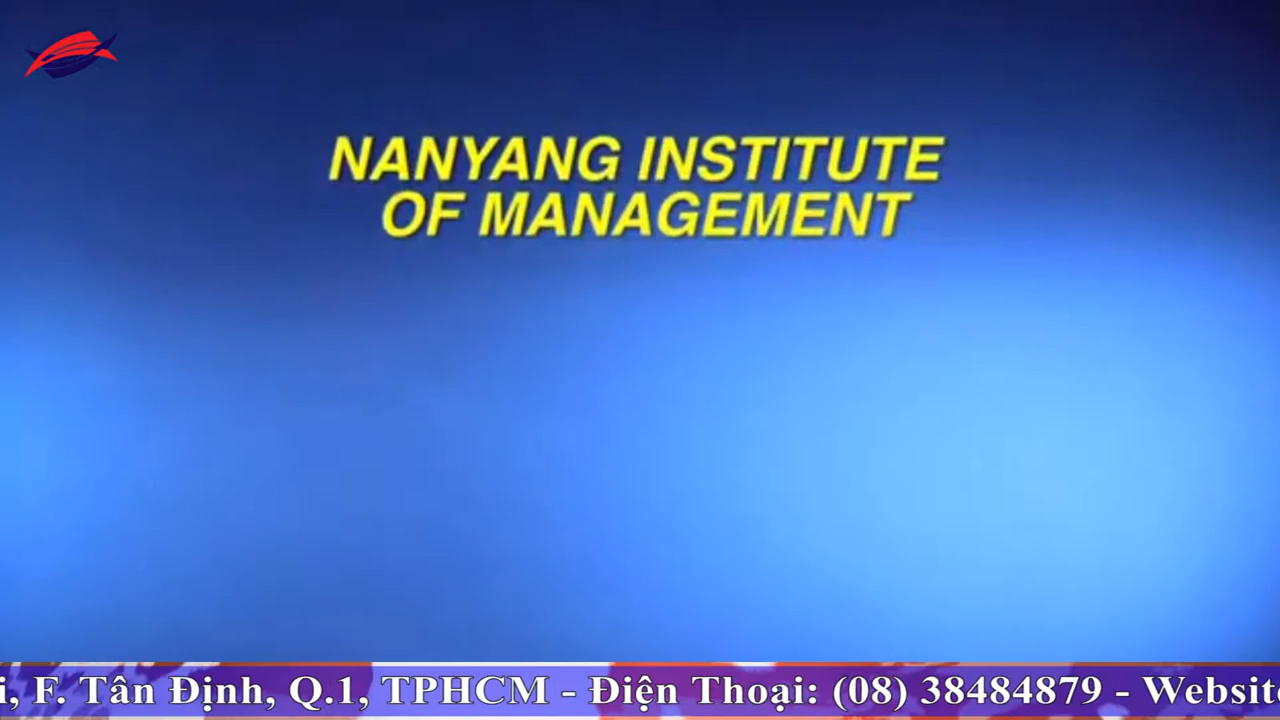 NANYANG INSTITUTE
OF MANAGEMENT
i, F. Tân Định, Q.1, TPHCM - Điện Thoại: (08) 38484879 - Website